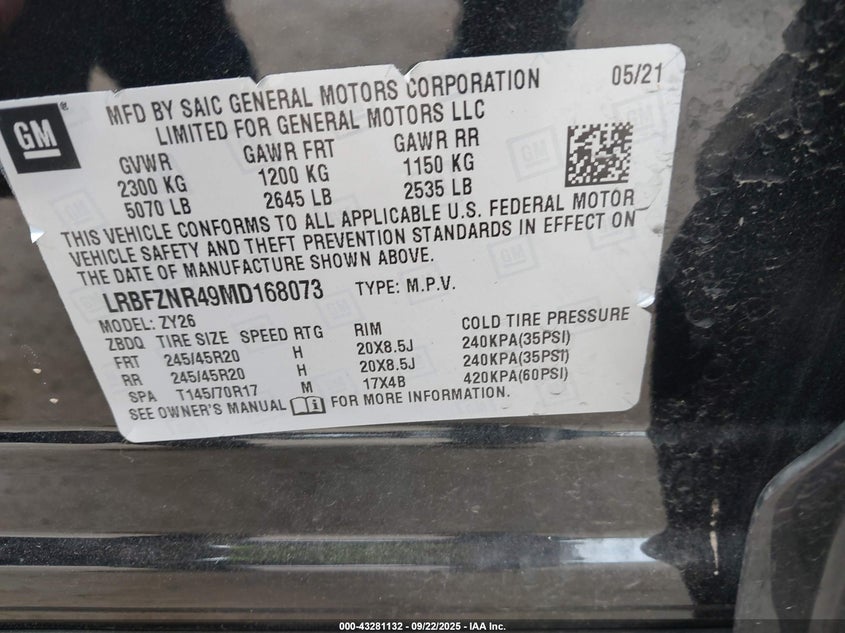 GM
®
MFD BY SAIC GENERAL MOTORS CORPORATION 05/21
LIMITED FOR GENERAL MOTORS LLC
GVWR GAWR FRT GAWR RR
2300 KG 1200 KG 1150 KG
5070 LB 2645 LB 2535 LB
THIS VEHICLE CONFORMS TO ALL APPLICABLE U.S. FEDERAL MOTOR
VEHICLE SAFETY AND THEFT PREVENTION STANDARDS IN EFFECT ON
THE DATE OF MANUFACTURE SHOWN ABOVE.
LRBFZNR49MD168073 TYPE: M.P.V.
MODEL: ZY26
ZBDQ TIRE SIZE SPEED RTG RIM COLD TIRE PRESSURE
FRT 245/45R20 H 20X8.5J 240KPA(35PSI)
RR 245/45R20 H 20X8.5J 240KPA(35PSI)
SPA T145/70R17 M 17X4B 420KPA(60PSI)
SEE OWNER'S MANUAL FOR MORE INFORMATION.
000-43281132 - 09/22/2025 - IAA Inc.